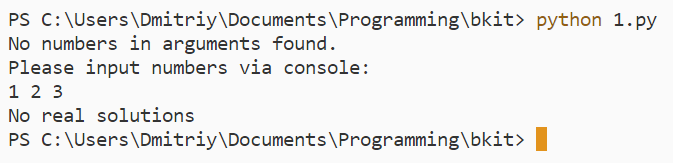 PS C:\Users\Dmitriy\Documents\Programming\bkit> python 1.py
No numbers in arguments found.
Please input numbers via console:
1 2 3
No real solutions
PS C:\Users\Dmitriy\Documents\Programming\bkit>